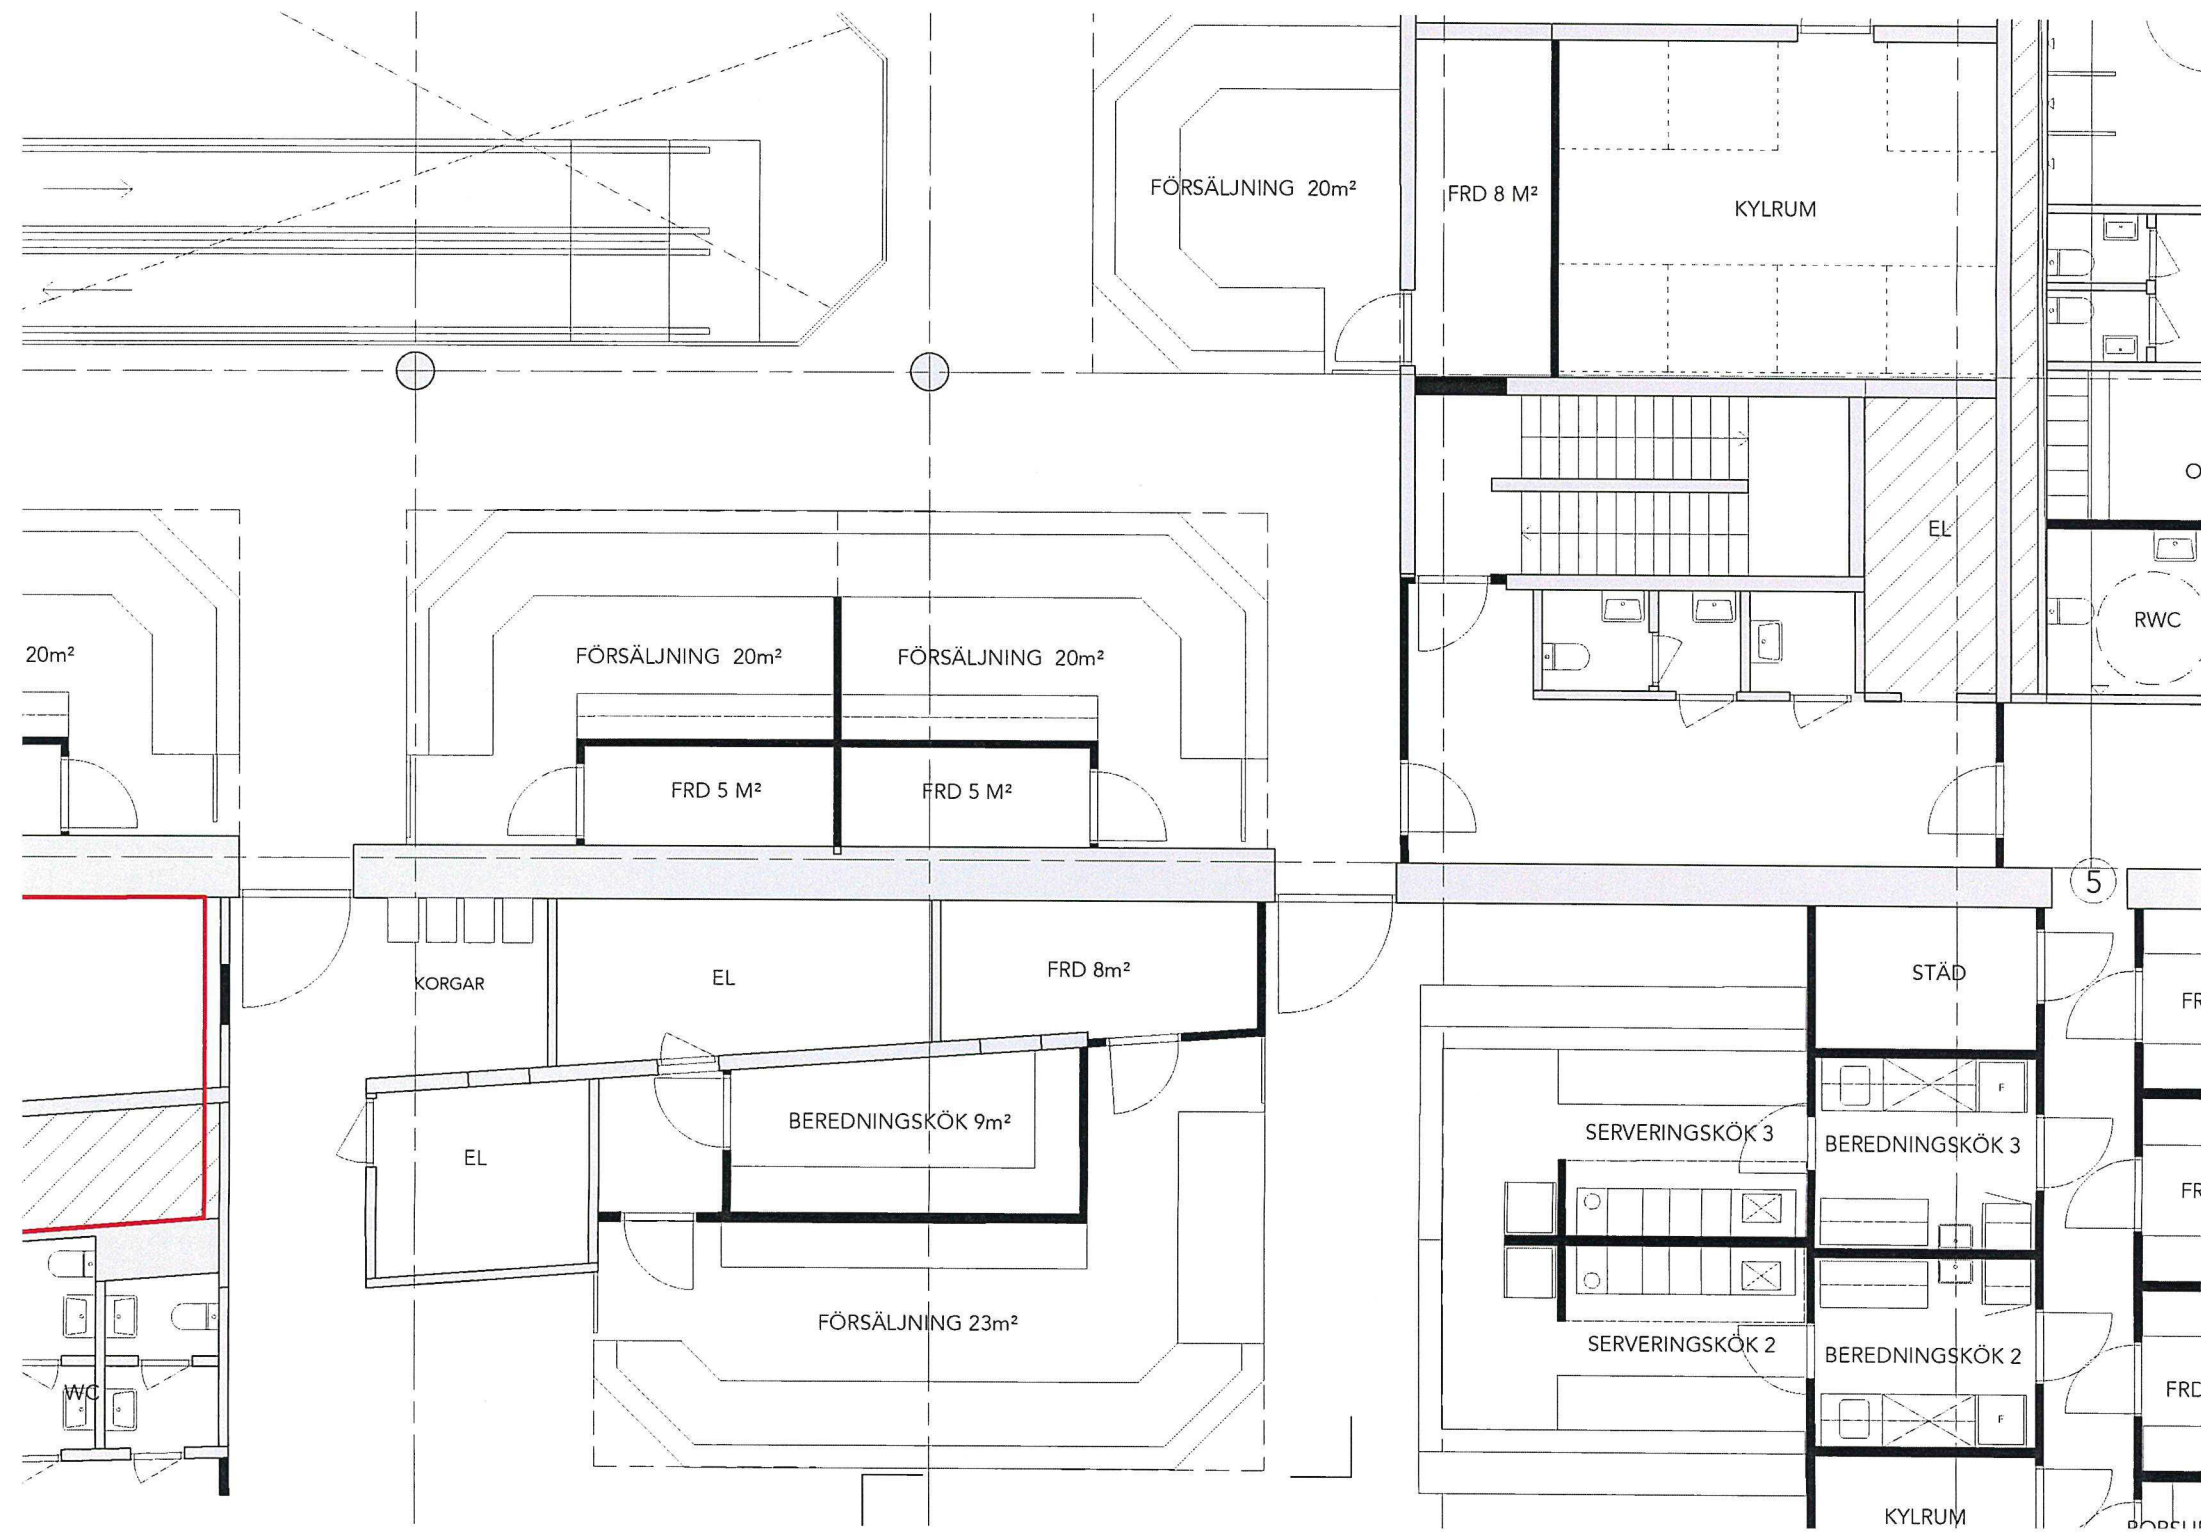 FÖRSÄLJNING 20m²
FRD 8 M²
KYLRUM
EL
RWC
20m²
FÖRSÄLJNING 20m²
FÖRSÄLJNING 20m²
FRD 5 M²
FRD 5 M²
5
KORGAR
EL
FRD 8m²
STÄD
F
BEREDNINGSKÖK 9m²
SERVERINGSKÖK 3
BEREDNINGSKÖK 3
EL
FÖRSÄLJNING 23m²
SERVERINGSKÖK 2
BEREDNINGSKÖK 2
FRD
WC
F
KYLRUM